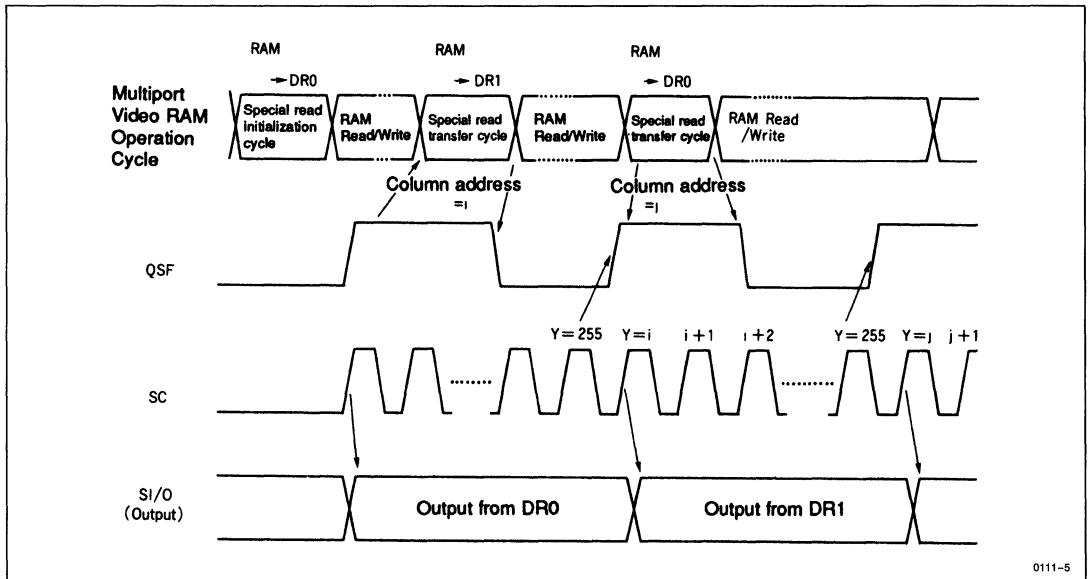 RAM RAM RAM
→ DR0 → DR1 → DR0
Multiport
Video RAM
Operation
Cycle
Special read
initialization
cycle
RAM
Read/Write
Special read
transfer cycle
RAM
Read/Write
Special read
transfer cycle
RAM Read
/Write
Column address
=ı
Column address
=ȷ
QSF
Y=255 Y=i i+1 ı+2 Y=255 Y=ȷ j+1
SC
SI/O
(Output)
Output from DR0 Output from DR1
0111-5